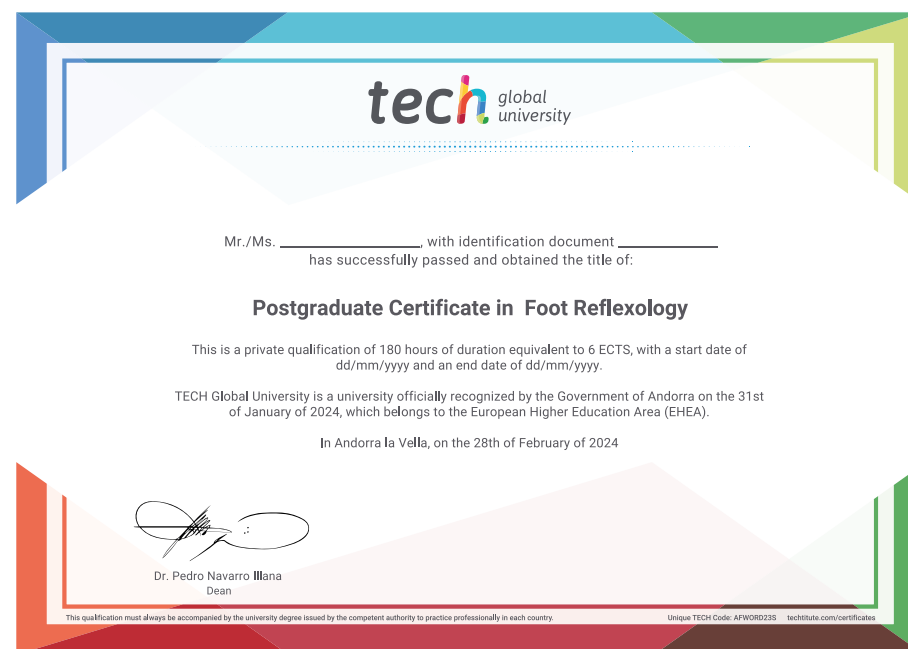 tech global
university
Mr./Ms. ____________________, with identification document ______________
has successfully passed and obtained the title of:
Postgraduate Certificate in Foot Reflexology
This is a private qualification of 180 hours of duration equivalent to 6 ECTS, with a start date of
dd/mm/yyyy and an end date of dd/mm/yyyy.
TECH Global University is a university officially recognized by the Government of Andorra on the 31st
of January of 2024, which belongs to the European Higher Education Area (EHEA).
In Andorra la Vella, on the 28th of February of 2024
Dr. Pedro Navarro Illana
Dean
This qualification must always be accompanied by the university degree issued by the competent authority to practice professionally in each country. Unique TECH Code: AFWORD23S techtitute.com/certificates